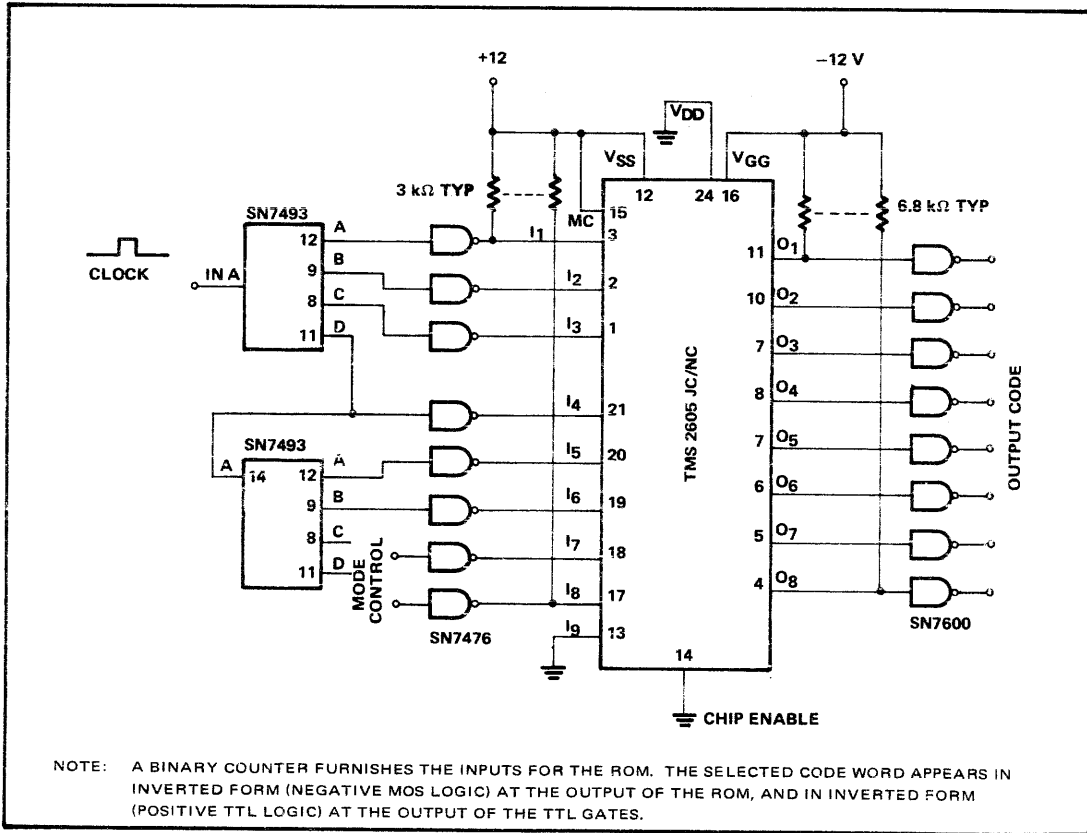 +12
−12 V
VDD
VSS
VGG
12
24
16
3 kΩ TYP
6.8 kΩ TYP
SN7493
MC
15
CLOCK
IN A
12
A
9
B
8
C
11
D
I1
3
I2
2
I3
1
I4
21
I5
20
I6
19
I7
18
I8
17
I9
13
SN7493
A
14
12
A
9
B
8
C
11
D
MODE
CONTROL
SN7476
TMS 2605 JC/NC
14
CHIP ENABLE
11
O1
10
O2
7
O3
8
O4
7
O5
6
O6
5
O7
4
O8
SN7600
OUTPUT CODE
NOTE: A BINARY COUNTER FURNISHES THE INPUTS FOR THE ROM. THE SELECTED CODE WORD APPEARS IN
INVERTED FORM (NEGATIVE MOS LOGIC) AT THE OUTPUT OF THE ROM, AND IN INVERTED FORM
(POSITIVE TTL LOGIC) AT THE OUTPUT OF THE TTL GATES.